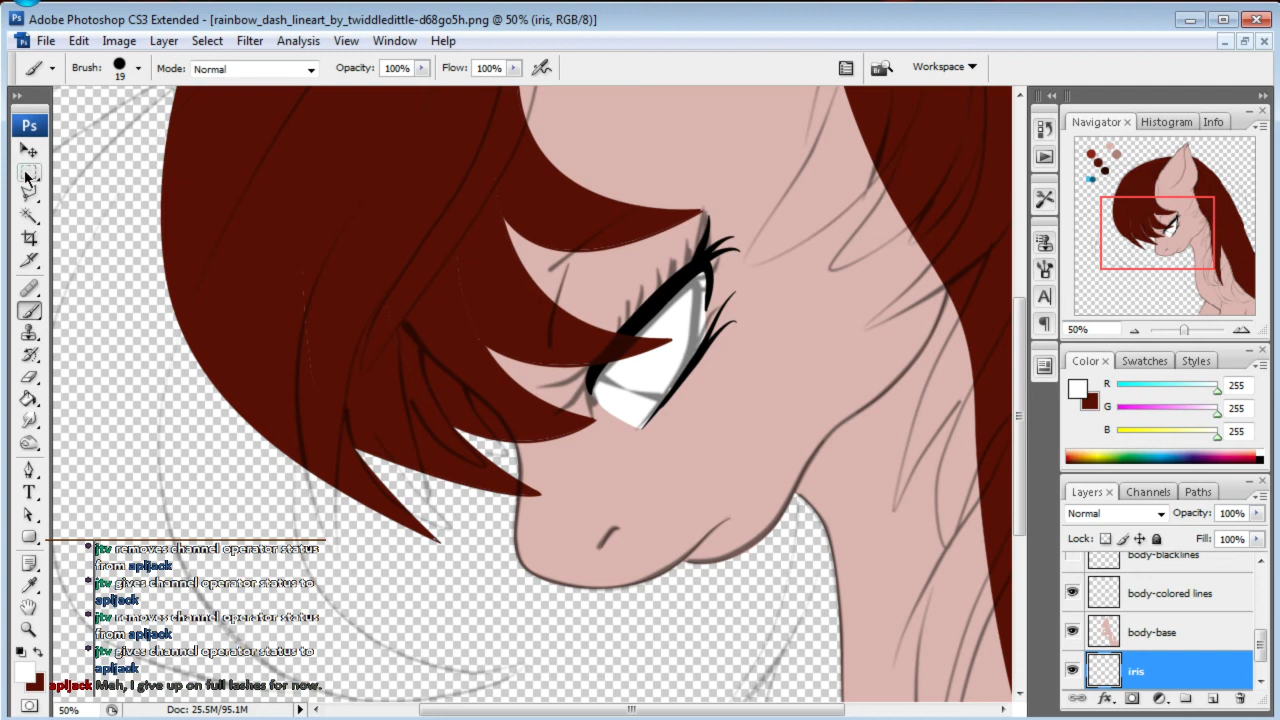 Adobe Photoshop CS3 Extended - [rainbow_dash_lineart_by_twiddledittle-d68go5h.png @ 50% (iris, RGB/8)]
File Edit Image Layer Select Filter Analysis View Window Help
Brush: 19 Mode: Normal Opacity: 100% Flow: 100% Workspace
Ps
Navigator Histogram Info
50%
Color Swatches Styles
R 255
G 255
B 255
Layers Channels Paths
Normal Opacity: 100%
Lock: Fill: 100%
body-blacklines
body-colored lines
body-base
iris
* jtv removes channel operator status
from apljack
* jtv gives channel operator status to
apljack
* jtv removes channel operator status
from apljack
* jtv gives channel operator status to
apljack
apljack Meh, I give up on full lashes for now.
50% Doc: 25.5M/95.1M